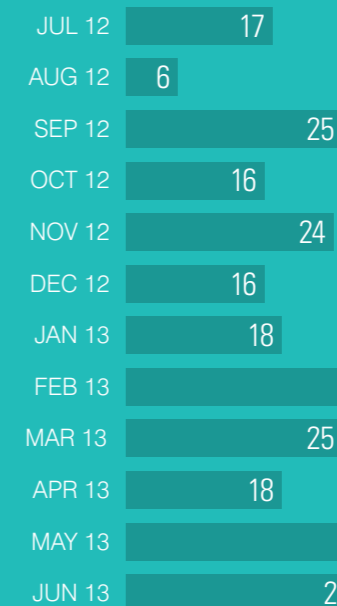 JUL 12 17
AUG 12 6
SEP 12 25
OCT 12 16
NOV 12 24
DEC 12 16
JAN 13 18
FEB 13
MAR 13 25
APR 13 18
MAY 13
JUN 13